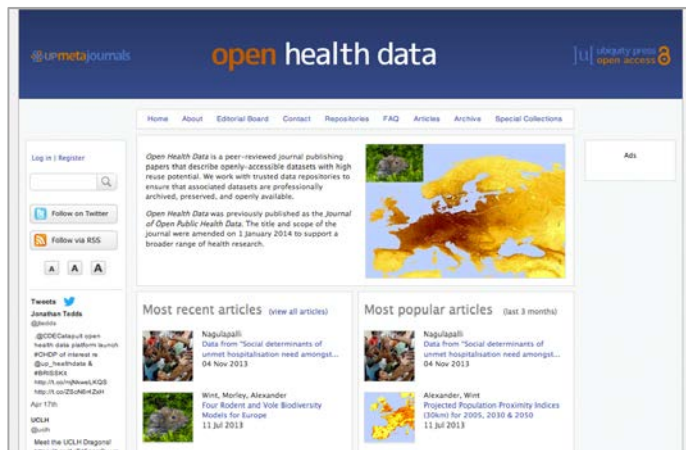 upmetajournals
open health data
]u[ ubiquity press
open access
Home About Editorial Board Contact Repositories FAQ Articles Archive Special Collections
Log in | Register
Follow on Twitter
Follow via RSS
A A A
Tweets
Jonathan Tedds
@jtedds
.@CDECatapult open
health data platform launch
#OHDP of interest re
@up_healthdata &
#BRISSKit
Apr 17th
UCLH
@uclh
Meet the UCLH Dragons!
Open Health Data is a peer-reviewed journal publishing
papers that describe openly-accessible datasets with high
reuse potential. We work with trusted data repositories to
ensure that associated datasets are professionally
archived, preserved, and openly available.
Open Health Data was previously published as the Journal
of Open Public Health Data. The title and scope of the
journal were amended on 1 January 2014 to support a
broader range of health research.
Most recent articles (view all articles)
Nagulapalli
Data from "Social determinants of
unmet hospitalisation need amongst...
04 Nov 2013
Wint, Morley, Alexander
Four Rodent and Vole Biodiversity
Models for Europe
11 Jul 2013
Most popular articles (last 3 months)
Nagulapalli
Data from "Social determinants of
unmet hospitalisation need amongst...
04 Nov 2013
Alexander, Wint
Projected Population Proximity Indices
(30km) for 2005, 2030 & 2050
11 Jul 2013
Ads